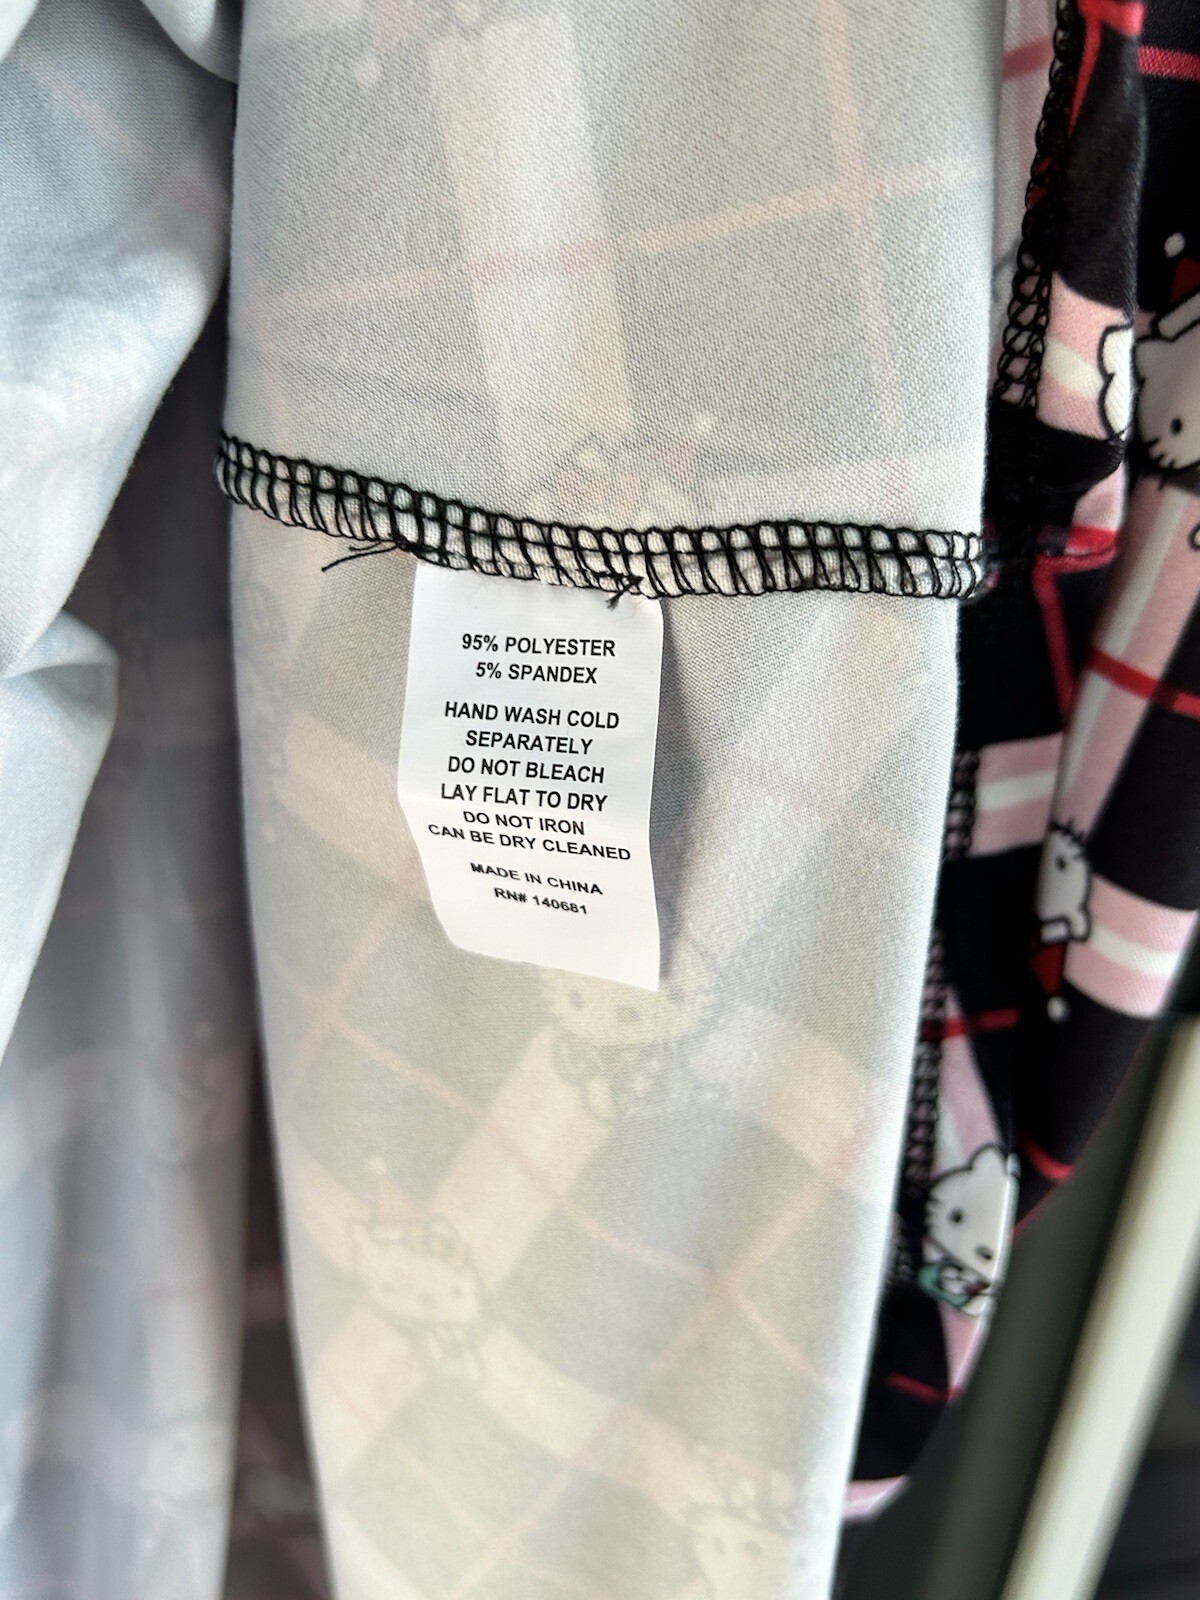 95% POLYESTER
5% SPANDEX
HAND WASH COLD
SEPARATELY
DO NOT BLEACH
LAY FLAT TO DRY
DO NOT IRON
CAN BE DRY CLEANED
MADE IN CHINA
RN# 140681